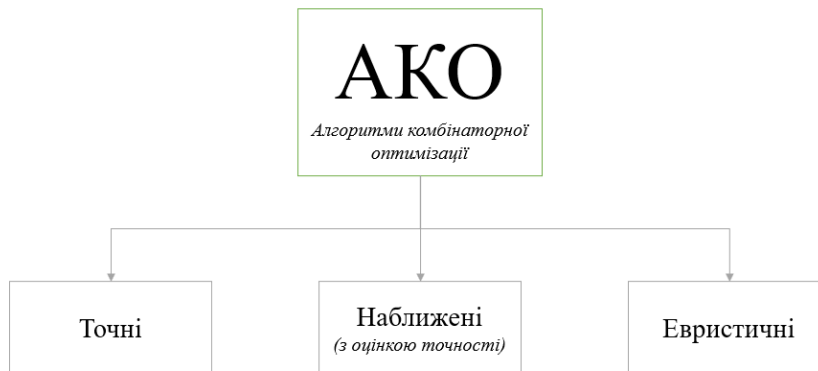 АКО
Алгоритми комбінаторної
оптимізації
Точні
Наближені
(з оцінкою точності)
Евристичні